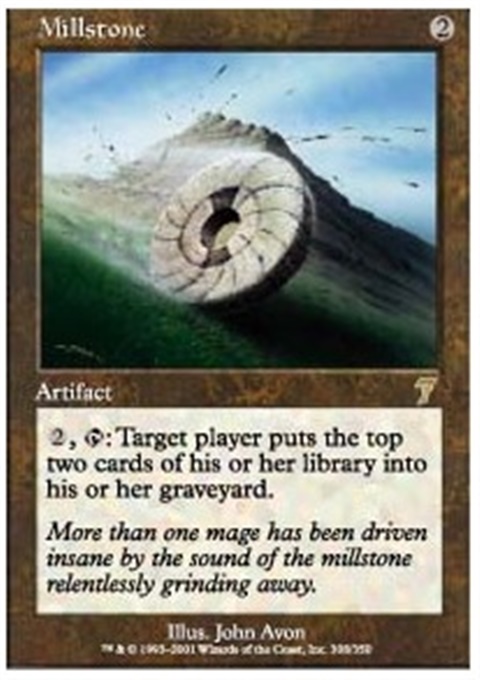 Millstone 2
Artifact
2, T: Target player puts the top
two cards of his or her library into
his or her graveyard.
More than one mage has been driven
insane by the sound of the millstone
relentlessly grinding away.
Illus. John Avon
™ & © 1993-2001 Wizards of the Coast, Inc. 308/350